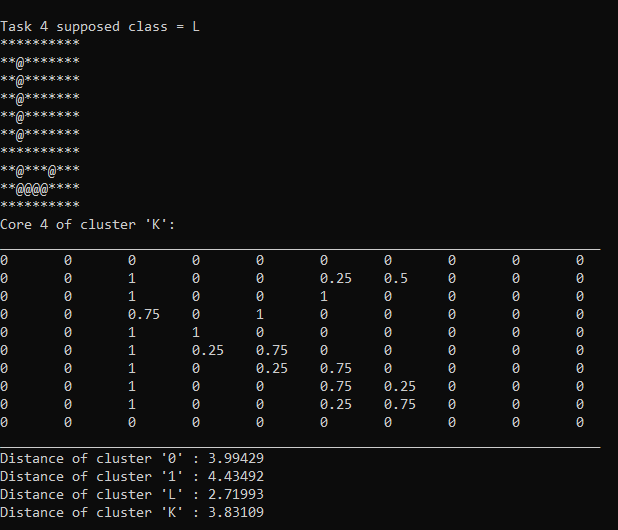 Task 4 supposed class = L
**********
**@*******
**@*******
**@*******
**@*******
**@*******
**********
**@***@***
**@@@@****
**********
Core 4 of cluster 'K':
0 0 0 0 0 0 0 0 0 0
0 0 1 0 0 0.25 0.5 0 0 0
0 0 1 0 0 1 0 0 0 0
0 0 0.75 0 1 0 0 0 0 0
0 0 1 1 0 0 0 0 0 0
0 0 1 0.25 0.75 0 0 0 0 0
0 0 1 0 0.25 0.75 0 0 0 0
0 0 1 0 0 0.75 0.25 0 0 0
0 0 1 0 0 0.25 0.75 0 0 0
0 0 0 0 0 0 0 0 0 0
Distance of cluster '0' : 3.99429
Distance of cluster '1' : 4.43492
Distance of cluster 'L' : 2.71993
Distance of cluster 'K' : 3.83109